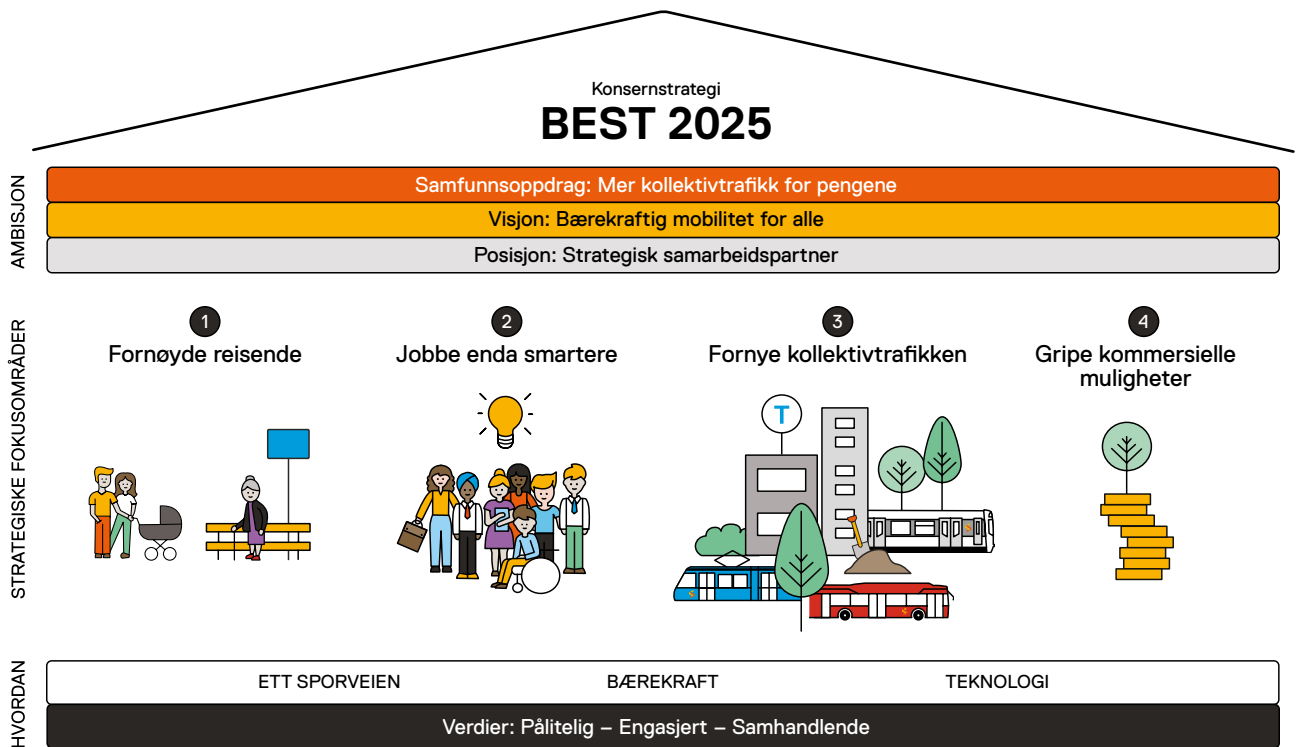 Konsernstrategi
BEST 2025
AMBISJON
Samfunnsoppdrag: Mer kollektivtrafikk for pengene
Visjon: Bærekraftig mobilitet for alle
Posisjon: Strategisk samarbeidspartner
STRATEGISKE FOKUSOMRÅDER
1
Fornøyde reisende
2
Jobbe enda smartere
3
Fornye kollektivtrafikken
4
Gripe kommersielle
muligheter
T
HVORDAN
ETT SPORVEIEN
BÆREKRAFT
TEKNOLOGI
Verdier: Pålitelig – Engasjert – Samhandlende